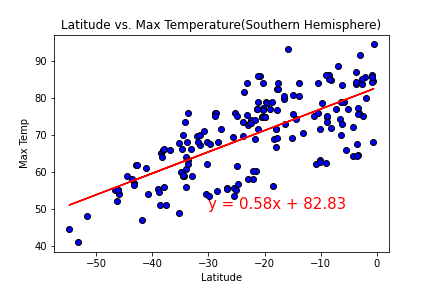 Latitude vs. Max Temperature(Southern Hemisphere)
Max Temp
90
80
70
60
50
40
y = 0.58x + 82.83
−50 −40 −30 −20 −10 0
Latitude